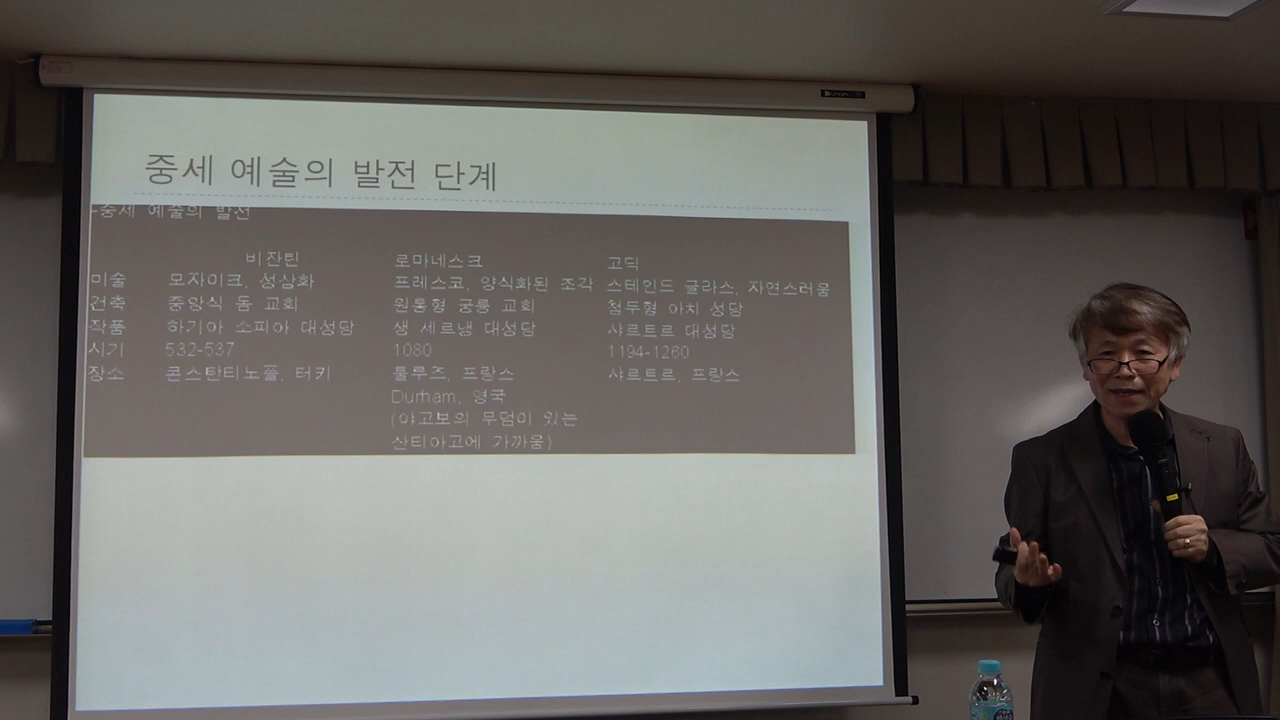 중세 예술의 발전 단계
-중세 예술의 발전
비잔틴 로마네스크 고딕
미술 모자이크, 성상화 프레스코, 양식화된 조각 스테인드 글라스, 자연스러움
건축 중앙식 돔 교회 원통형 궁륭 교회 첨두형 아치 성당
작품 하기아 소피아 대성당 생 세르냉 대성당 샤르트르 대성당
시기 532-537 1080 1194-1260
장소 콘스탄티노플, 터키 툴루즈, 프랑스 샤르트르, 프랑스
Durham, 영국
(야고보의 무덤이 있는
산티아고에 가까움)